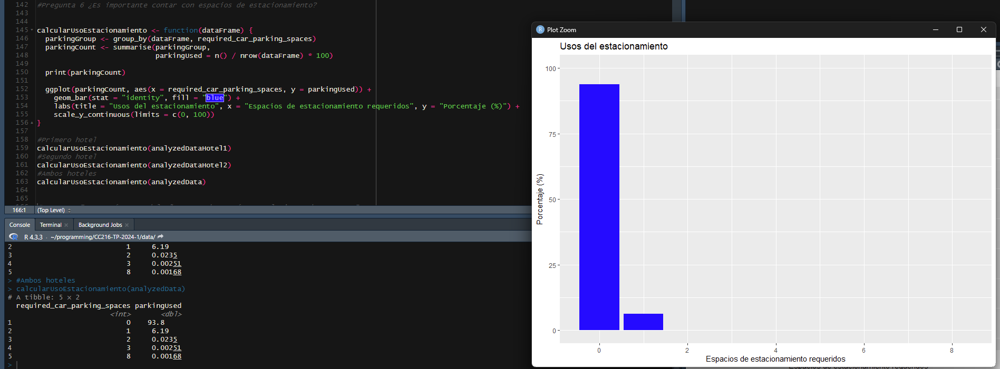 142 #Pregunta 6 ¿Es importante contar con espacios de estacionamiento?
143
144
145 calcularUsoEstacionamiento <- function(dataFrame) {
146 parkingGroup <- group_by(dataFrame, required_car_parking_spaces)
147 parkingCount <- summarise(parkingGroup,
148 parkingUsed = n() / nrow(dataFrame) * 100)
149
150 print(parkingCount)
151
152 ggplot(parkingCount, aes(x = required_car_parking_spaces, y = parkingUsed)) +
153 geom_bar(stat = "identity", fill = "blue") +
154 labs(title = "Usos del estacionamiento", x = "Espacios de estacionamiento requeridos", y = "Porcentaje (%)") +
155 scale_y_continuous(limits = c(0, 100))
156 }
157
158 #Primero hotel
159 calcularUsoEstacionamiento(analyzedDataHotel1)
160 #Segundo hotel
161 calcularUsoEstacionamiento(analyzedDataHotel2)
162 #Ambos hoteles
163 calcularUsoEstacionamiento(analyzedData)
164
165
166:1 (Top Level)
Console Terminal Background Jobs
R 4.3.3 · ~/programming/CC216-TP-2024-1/data/
2 1 6.19
3 2 0.0235
4 3 0.00251
5 8 0.00168
> #Ambos hoteles
> calcularUsoEstacionamiento(analyzedData)
# A tibble: 5 × 2
required_car_parking_spaces parkingUsed
<int> <dbl>
1 0 93.8
2 1 6.19
3 2 0.0235
4 3 0.00251
5 8 0.00168
>
R Plot Zoom
Usos del estacionamiento
Porcentaje (%)
100
75
50
25
0
0 2 4 6 8
Espacios de estacionamiento requeridos